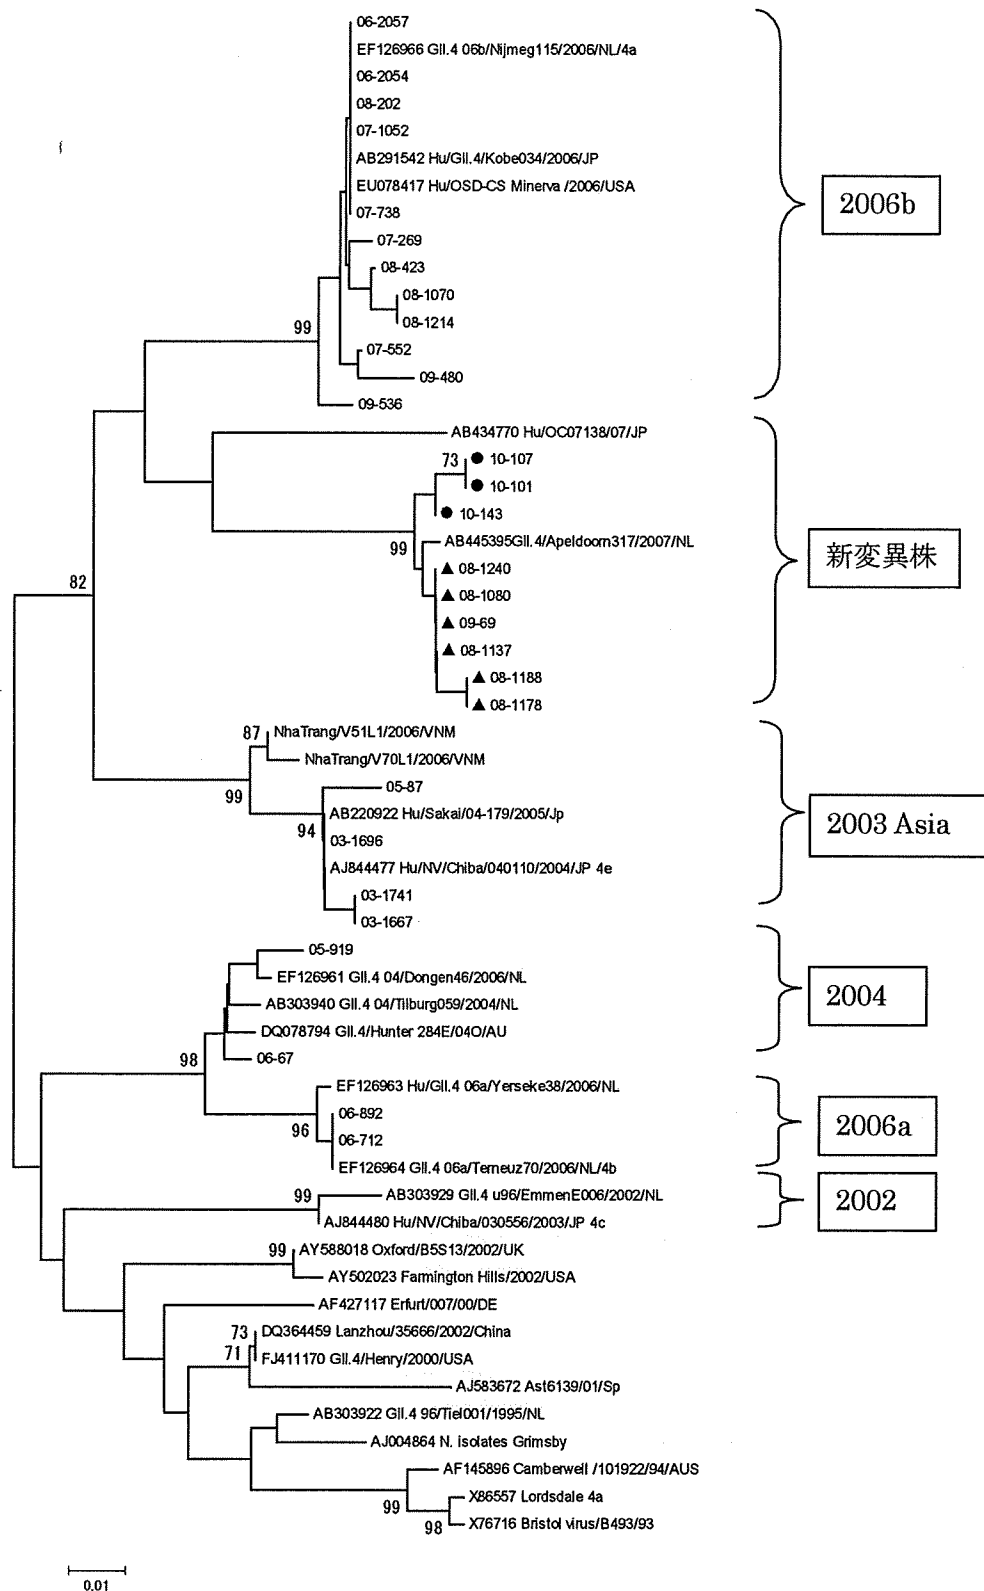 06-2057
EF126966 GII.4 06b/Nijmeg115/2006/NL/4a
06-2054
08-202
07-1052
AB291542 Hu/GII.4/Kobe034/2006/JP
EU078417 Hu/OSD-CS Minerva /2006/USA
07-738
07-269
08-423
08-1070
08-1214
99
07-552
09-480
09-536
2006b
AB434770 Hu/OC07138/07/JP
73
● 10-107
● 10-101
● 10-143
99
AB445395GII.4/Apeldoorn317/2007/NL
▲ 08-1240
▲ 08-1080
▲ 09-69
▲ 08-1137
▲ 08-1188
▲ 08-1178
新変異株
82
87
NhaTrang/V51L1/2006/VNM
NhaTrang/V70L1/2006/VNM
99
05-87
AB220922 Hu/Sakai/04-179/2005/Jp
94
03-1696
AJ844477 Hu/NV/Chiba/040110/2004/JP 4e
03-1741
03-1667
2003 Asia
05-919
EF126961 GII.4 04/Dongen46/2006/NL
AB303940 GII.4 04/Tilburg059/2004/NL
DQ078794 GII.4/Hunter 284E/04O/AU
98
06-67
2004
EF126963 Hu/GII.4 06a/Yerseke38/2006/NL
06-892
96
06-712
EF126964 GII.4 06a/Terneuz70/2006/NL/4b
2006a
99
AB303929 GII.4 u96/EmmenE006/2002/NL
AJ844480 Hu/NV/Chiba/030556/2003/JP 4c
2002
99
AY588018 Oxford/B5S13/2002/UK
AY502023 Farmington Hills/2002/USA
AF427117 Erfurt/007/00/DE
73
DQ364459 Lanzhou/35666/2002/China
71
FJ411170 GII.4/Henry/2000/USA
AJ583672 Ast6139/01/Sp
AB303922 GII.4 96/Tiel001/1995/NL
AJ004864 N. isolates Grimsby
AF145896 Camberwell /101922/94/AUS
99
X86557 Lordsdale 4a
98
X76716 Bristol virus/B493/93
0.01